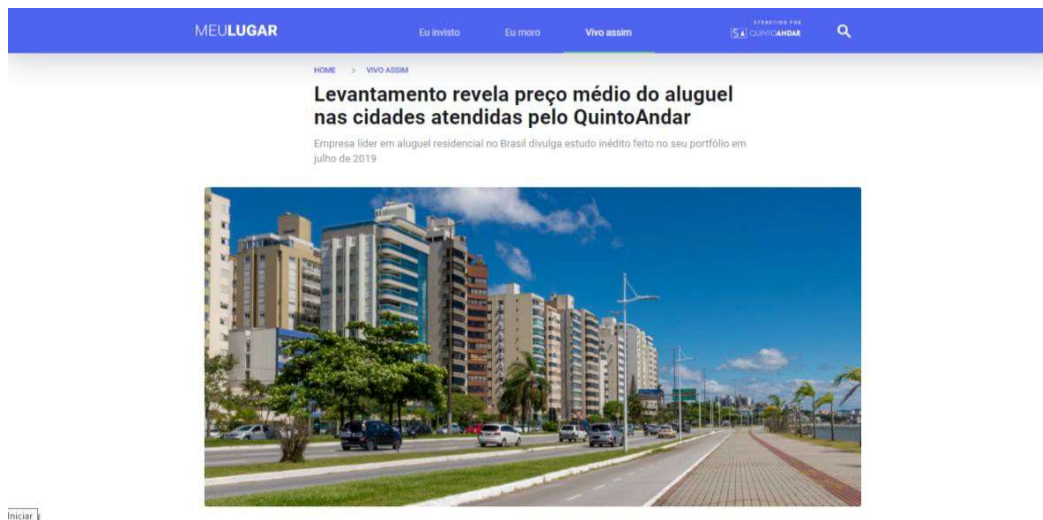 MEULUGAR
Eu invisto
Eu moro
Vivo assim
OFERECIDO POR
QUINTOANDAR
HOME > VIVO ASSIM
Levantamento revela preço médio do aluguel
nas cidades atendidas pelo QuintoAndar
Empresa líder em aluguel residencial no Brasil divulga estudo inédito feito no seu portfólio em
julho de 2019
Iniciar